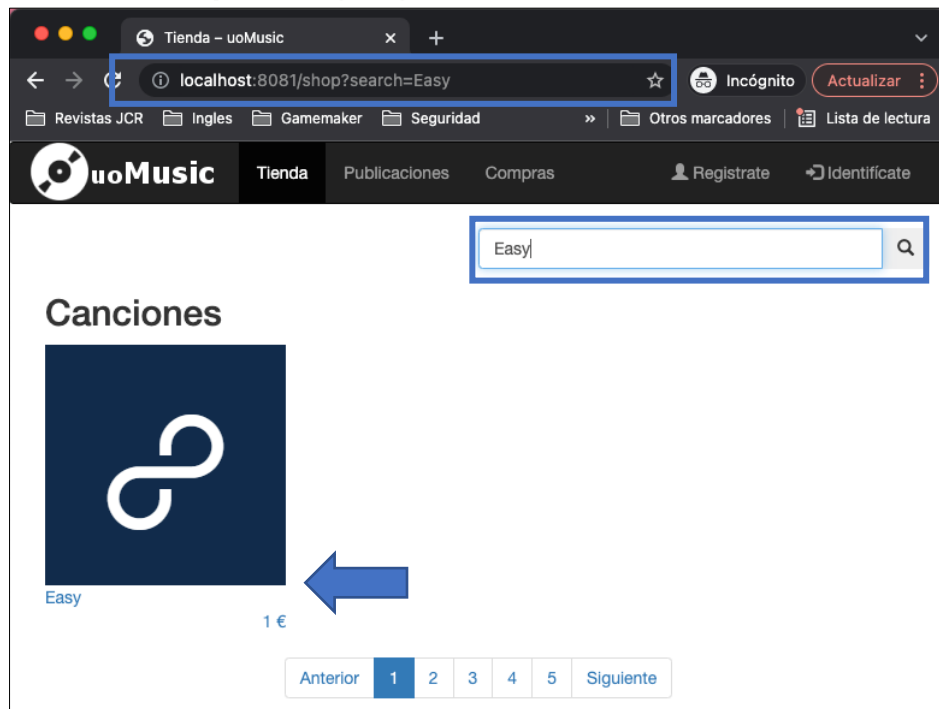 Tienda – uoMusic
localhost:8081/shop?search=Easy
Incógnito
Actualizar
Revistas JCR
Ingles
Gamemaker
Seguridad
»
Otros marcadores
Lista de lectura
uoMusic
Tienda
Publicaciones
Compras
Registrate
Identifícate
Easy
Canciones
Easy
1 €
Anterior 1 2 3 4 5 Siguiente